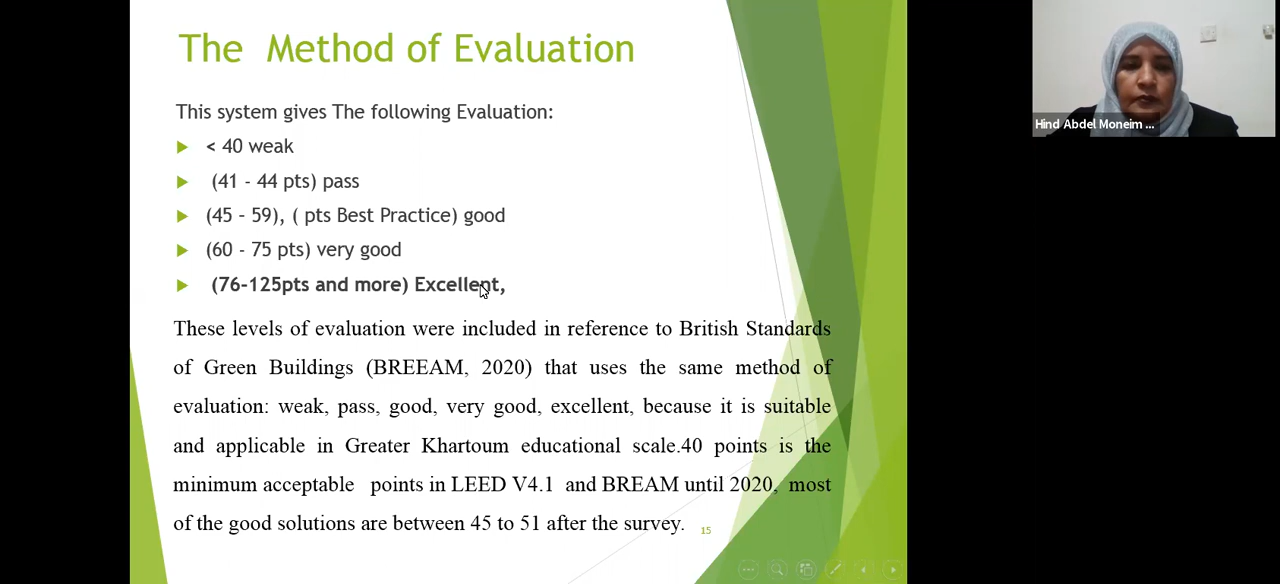 The Method of Evaluation
This system gives The following Evaluation:
< 40 weak
(41 - 44 pts) pass
(45 – 59), ( pts Best Practice) good
(60 - 75 pts) very good
(76-125pts and more) Excellent,
These levels of evaluation were included in reference to British Standards
of Green Buildings (BREEAM, 2020) that uses the same method of
evaluation: weak, pass, good, very good, excellent, because it is suitable
and applicable in Greater Khartoum educational scale.40 points is the
minimum acceptable points in LEED V4.1 and BREAM until 2020, most
of the good solutions are between 45 to 51 after the survey.
15
Hind Abdel Moneim ...